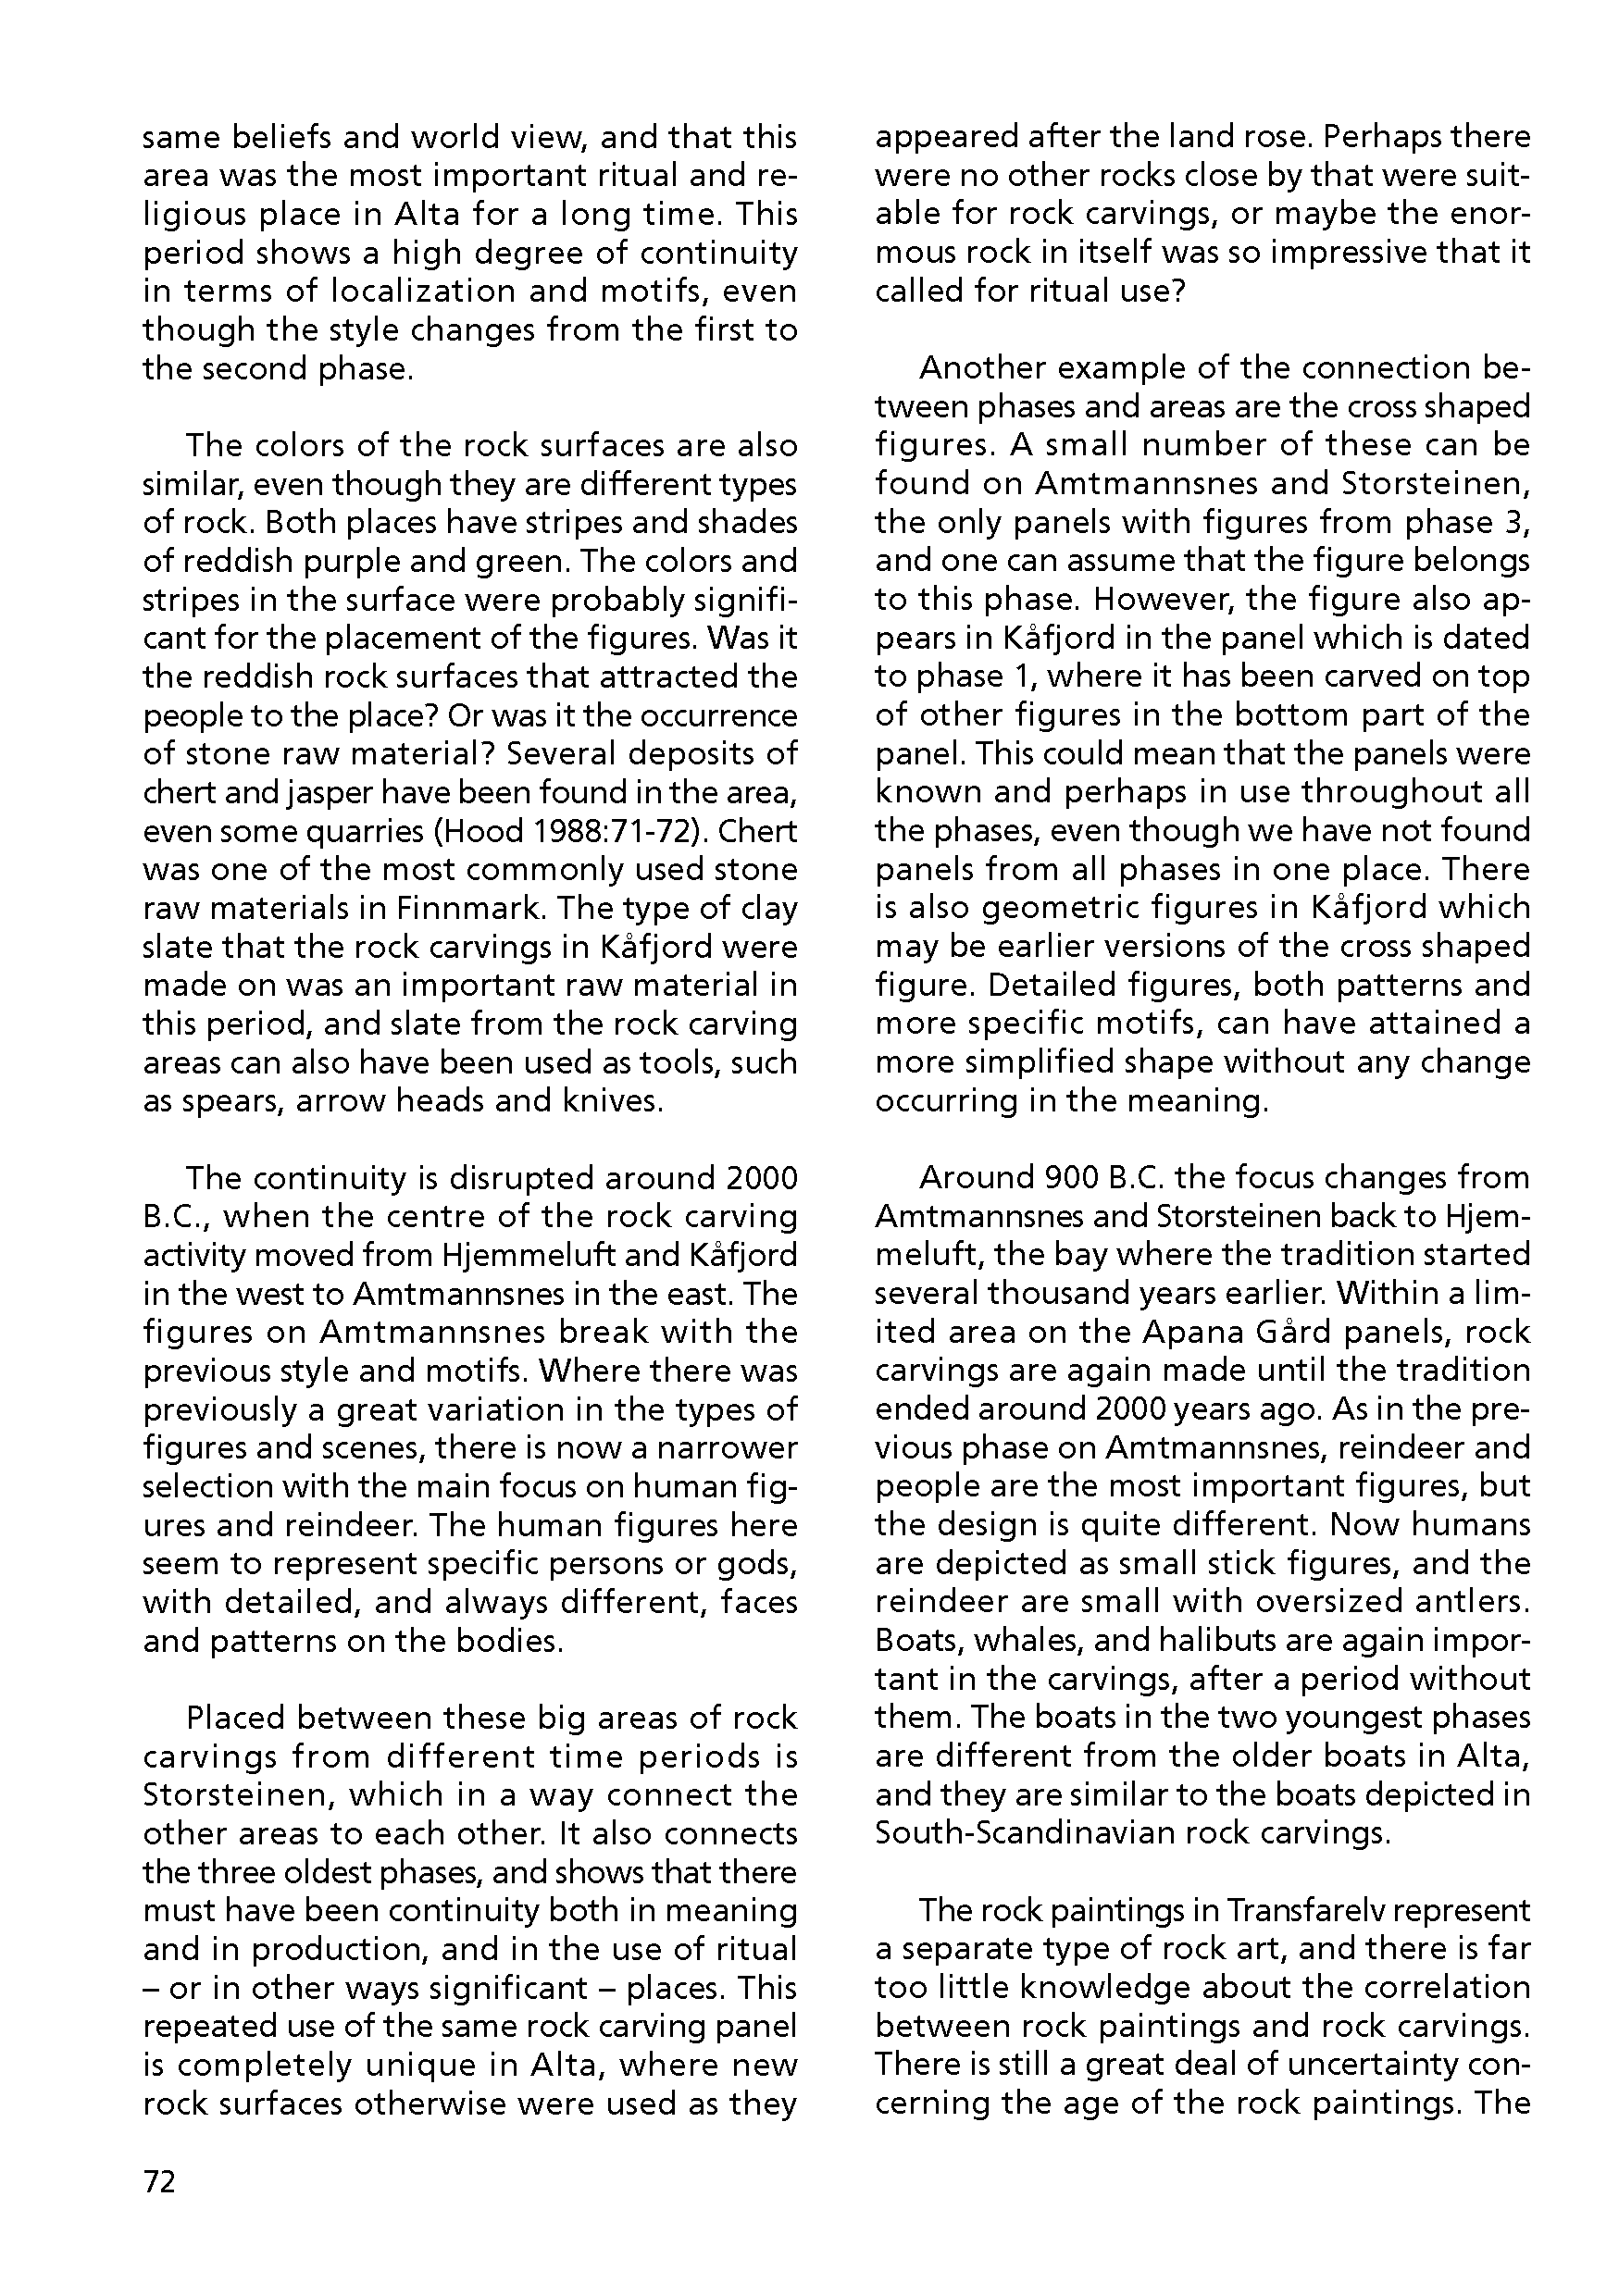 same beliefs and world view, and that this
area was the most important ritual and re-
ligious place in Alta for a long time. This
period shows a high degree of continuity
in terms of localization and motifs, even
though the style changes from the first to
the second phase.
The colors of the rock surfaces are also
similar, even though they are different types
of rock. Both places have stripes and shades
of reddish purple and green. The colors and
stripes in the surface were probably signifi-
cant for the placement of the figures. Was it
the reddish rock surfaces that attracted the
people to the place? Or was it the occurrence
of stone raw material? Several deposits of
chert and jasper have been found in the area,
even some quarries (Hood 1988:71-72). Chert
was one of the most commonly used stone
raw materials in Finnmark. The type of clay
slate that the rock carvings in Kåfjord were
made on was an important raw material in
this period, and slate from the rock carving
areas can also have been used as tools, such
as spears, arrow heads and knives.
The continuity is disrupted around 2000
B.C., when the centre of the rock carving
activity moved from Hjemmeluft and Kåfjord
in the west to Amtmannsnes in the east. The
figures on Amtmannsnes break with the
previous style and motifs. Where there was
previously a great variation in the types of
figures and scenes, there is now a narrower
selection with the main focus on human fig-
ures and reindeer. The human figures here
seem to represent specific persons or gods,
with detailed, and always different, faces
and patterns on the bodies.
Placed between these big areas of rock
carvings from different time periods is
Storsteinen, which in a way connect the
other areas to each other. It also connects
the three oldest phases, and shows that there
must have been continuity both in meaning
and in production, and in the use of ritual
– or in other ways significant – places. This
repeated use of the same rock carving panel
is completely unique in Alta, where new
rock surfaces otherwise were used as they
appeared after the land rose. Perhaps there
were no other rocks close by that were suit-
able for rock carvings, or maybe the enor-
mous rock in itself was so impressive that it
called for ritual use?
Another example of the connection be-
tween phases and areas are the cross shaped
figures. A small number of these can be
found on Amtmannsnes and Storsteinen,
the only panels with figures from phase 3,
and one can assume that the figure belongs
to this phase. However, the figure also ap-
pears in Kåfjord in the panel which is dated
to phase 1, where it has been carved on top
of other figures in the bottom part of the
panel. This could mean that the panels were
known and perhaps in use throughout all
the phases, even though we have not found
panels from all phases in one place. There
is also geometric figures in Kåfjord which
may be earlier versions of the cross shaped
figure. Detailed figures, both patterns and
more specific motifs, can have attained a
more simplified shape without any change
occurring in the meaning.
Around 900 B.C. the focus changes from
Amtmannsnes and Storsteinen back to Hjem-
meluft, the bay where the tradition started
several thousand years earlier. Within a lim-
ited area on the Apana Gård panels, rock
carvings are again made until the tradition
ended around 2000 years ago. As in the pre-
vious phase on Amtmannsnes, reindeer and
people are the most important figures, but
the design is quite different. Now humans
are depicted as small stick figures, and the
reindeer are small with oversized antlers.
Boats, whales, and halibuts are again impor-
tant in the carvings, after a period without
them. The boats in the two youngest phases
are different from the older boats in Alta,
and they are similar to the boats depicted in
South-Scandinavian rock carvings.
The rock paintings in Transfarelv represent
a separate type of rock art, and there is far
too little knowledge about the correlation
between rock paintings and rock carvings.
There is still a great deal of uncertainty con-
cerning the age of the rock paintings. The
72